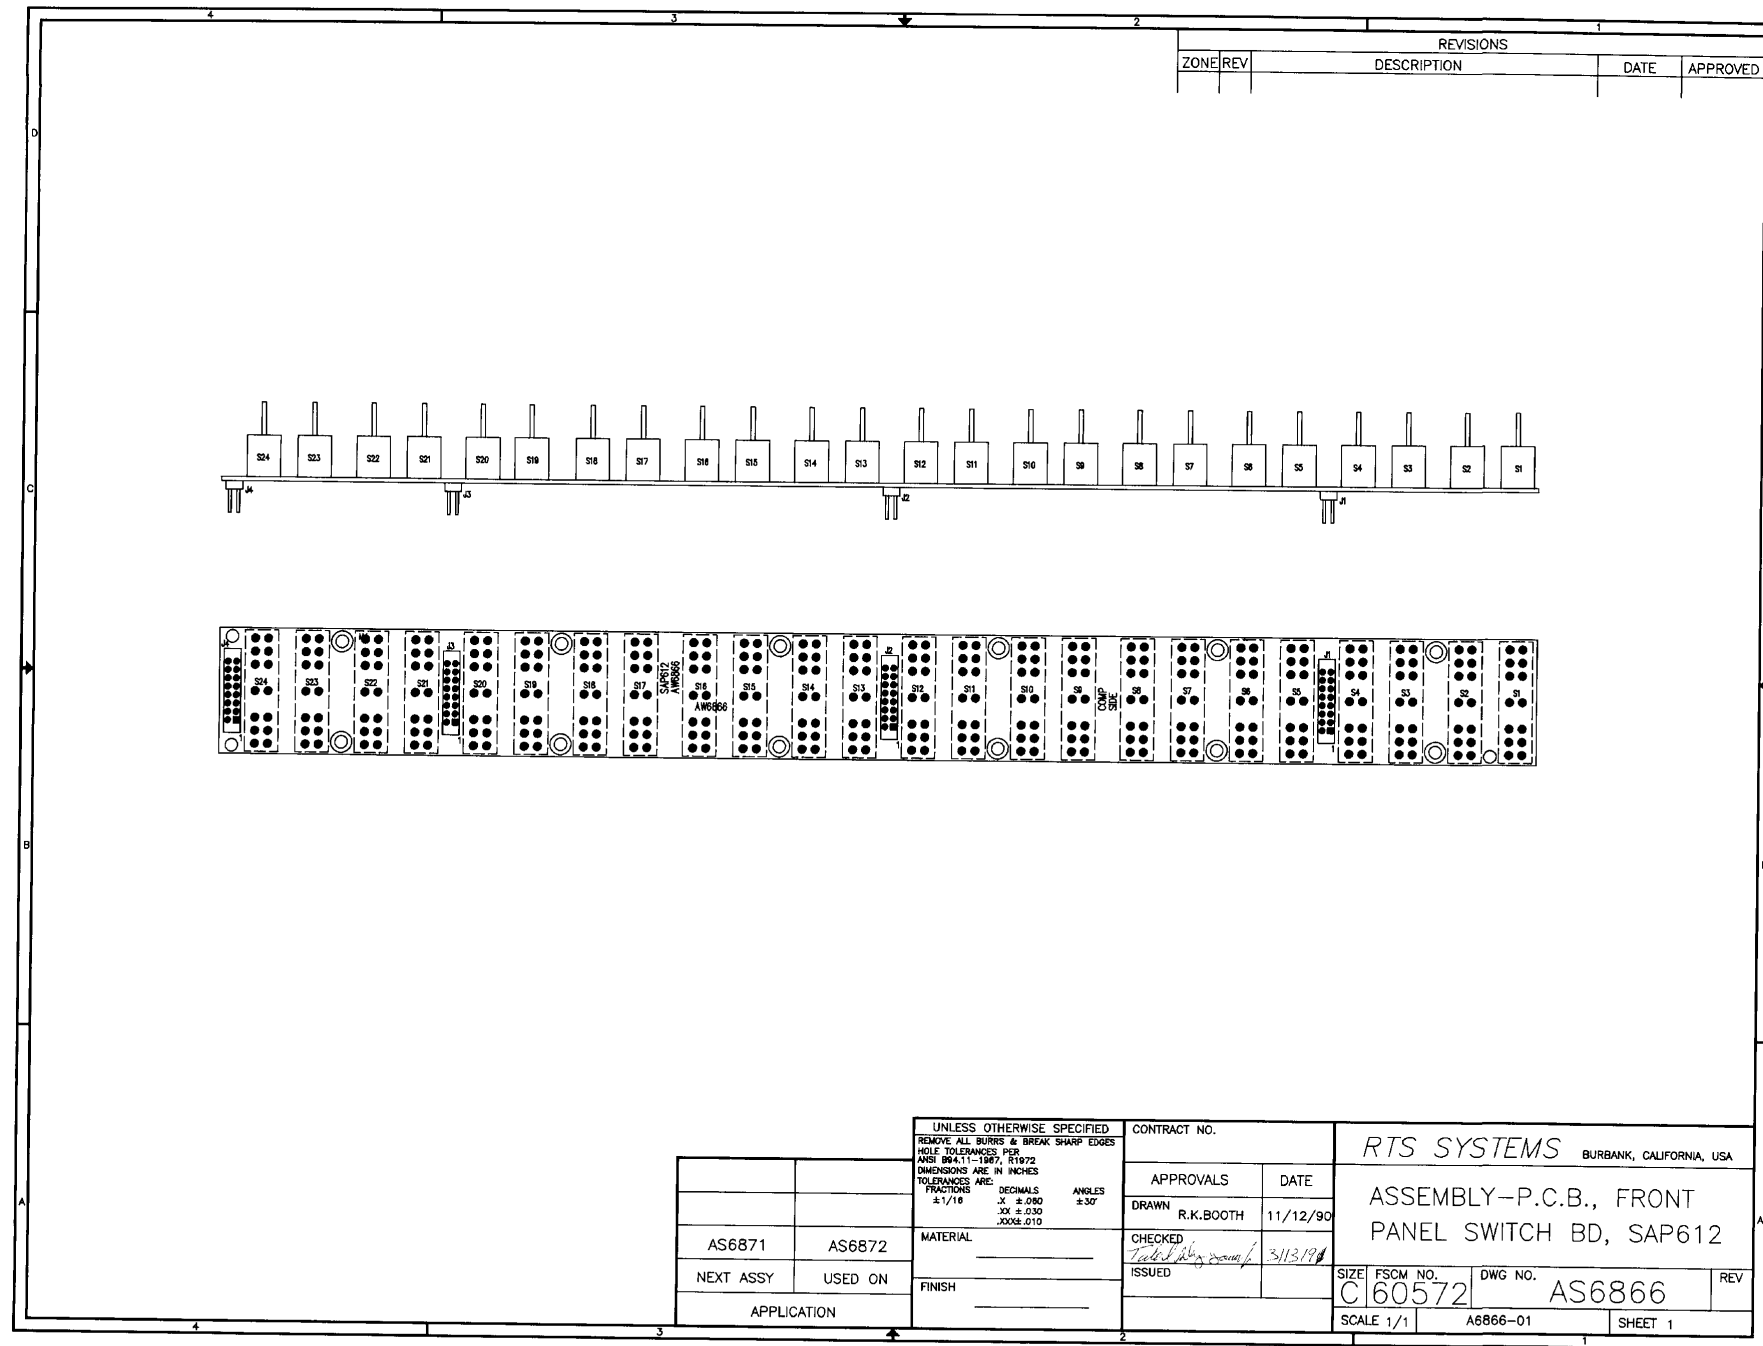 4 3 2 1
REVISIONS
ZONE REV DESCRIPTION DATE APPROVED
D
S24 S23 S22 S21 S20 S19 S18 S17 S16 S15 S14 S13 S12 S11 S10 S9 S8 S7 S6 S5 S4 S3 S2 S1
C
J4 J3 J2 J1
J3 J2 J1
S24 S23 S22 S21 S20 S19 S18 S17 S16 S15 S14 S13 S12 S11 S10 S9 S8 S7 S6 S5 S4 S3 S2 S1
SAP612
AW6866
AW6866
COMP
SIDE
1 1 1 1
B
UNLESS OTHERWISE SPECIFIED
REMOVE ALL BURRS & BREAK SHARP EDGES
HOLE TOLERANCES PER
ANSI B94.11-1967, R1972
DIMENSIONS ARE IN INCHES
TOLERANCES ARE:
FRACTIONS DECIMALS ANGLES
±1/16 .X ±.060 ±30'
.XX ±.030
.XXX±.010
MATERIAL
FINISH
AS6871 AS6872
NEXT ASSY USED ON
APPLICATION
CONTRACT NO.
APPROVALS DATE
DRAWN R.K.BOOTH 11/12/90
CHECKED
ISSUED
RTS SYSTEMS BURBANK, CALIFORNIA, USA
ASSEMBLY-P.C.B., FRONT
PANEL SWITCH BD, SAP612
SIZE C FSCM NO. 60572 DWG NO. AS6866 REV
SCALE 1/1 A6866-01 SHEET 1
A A
4 3 2 1